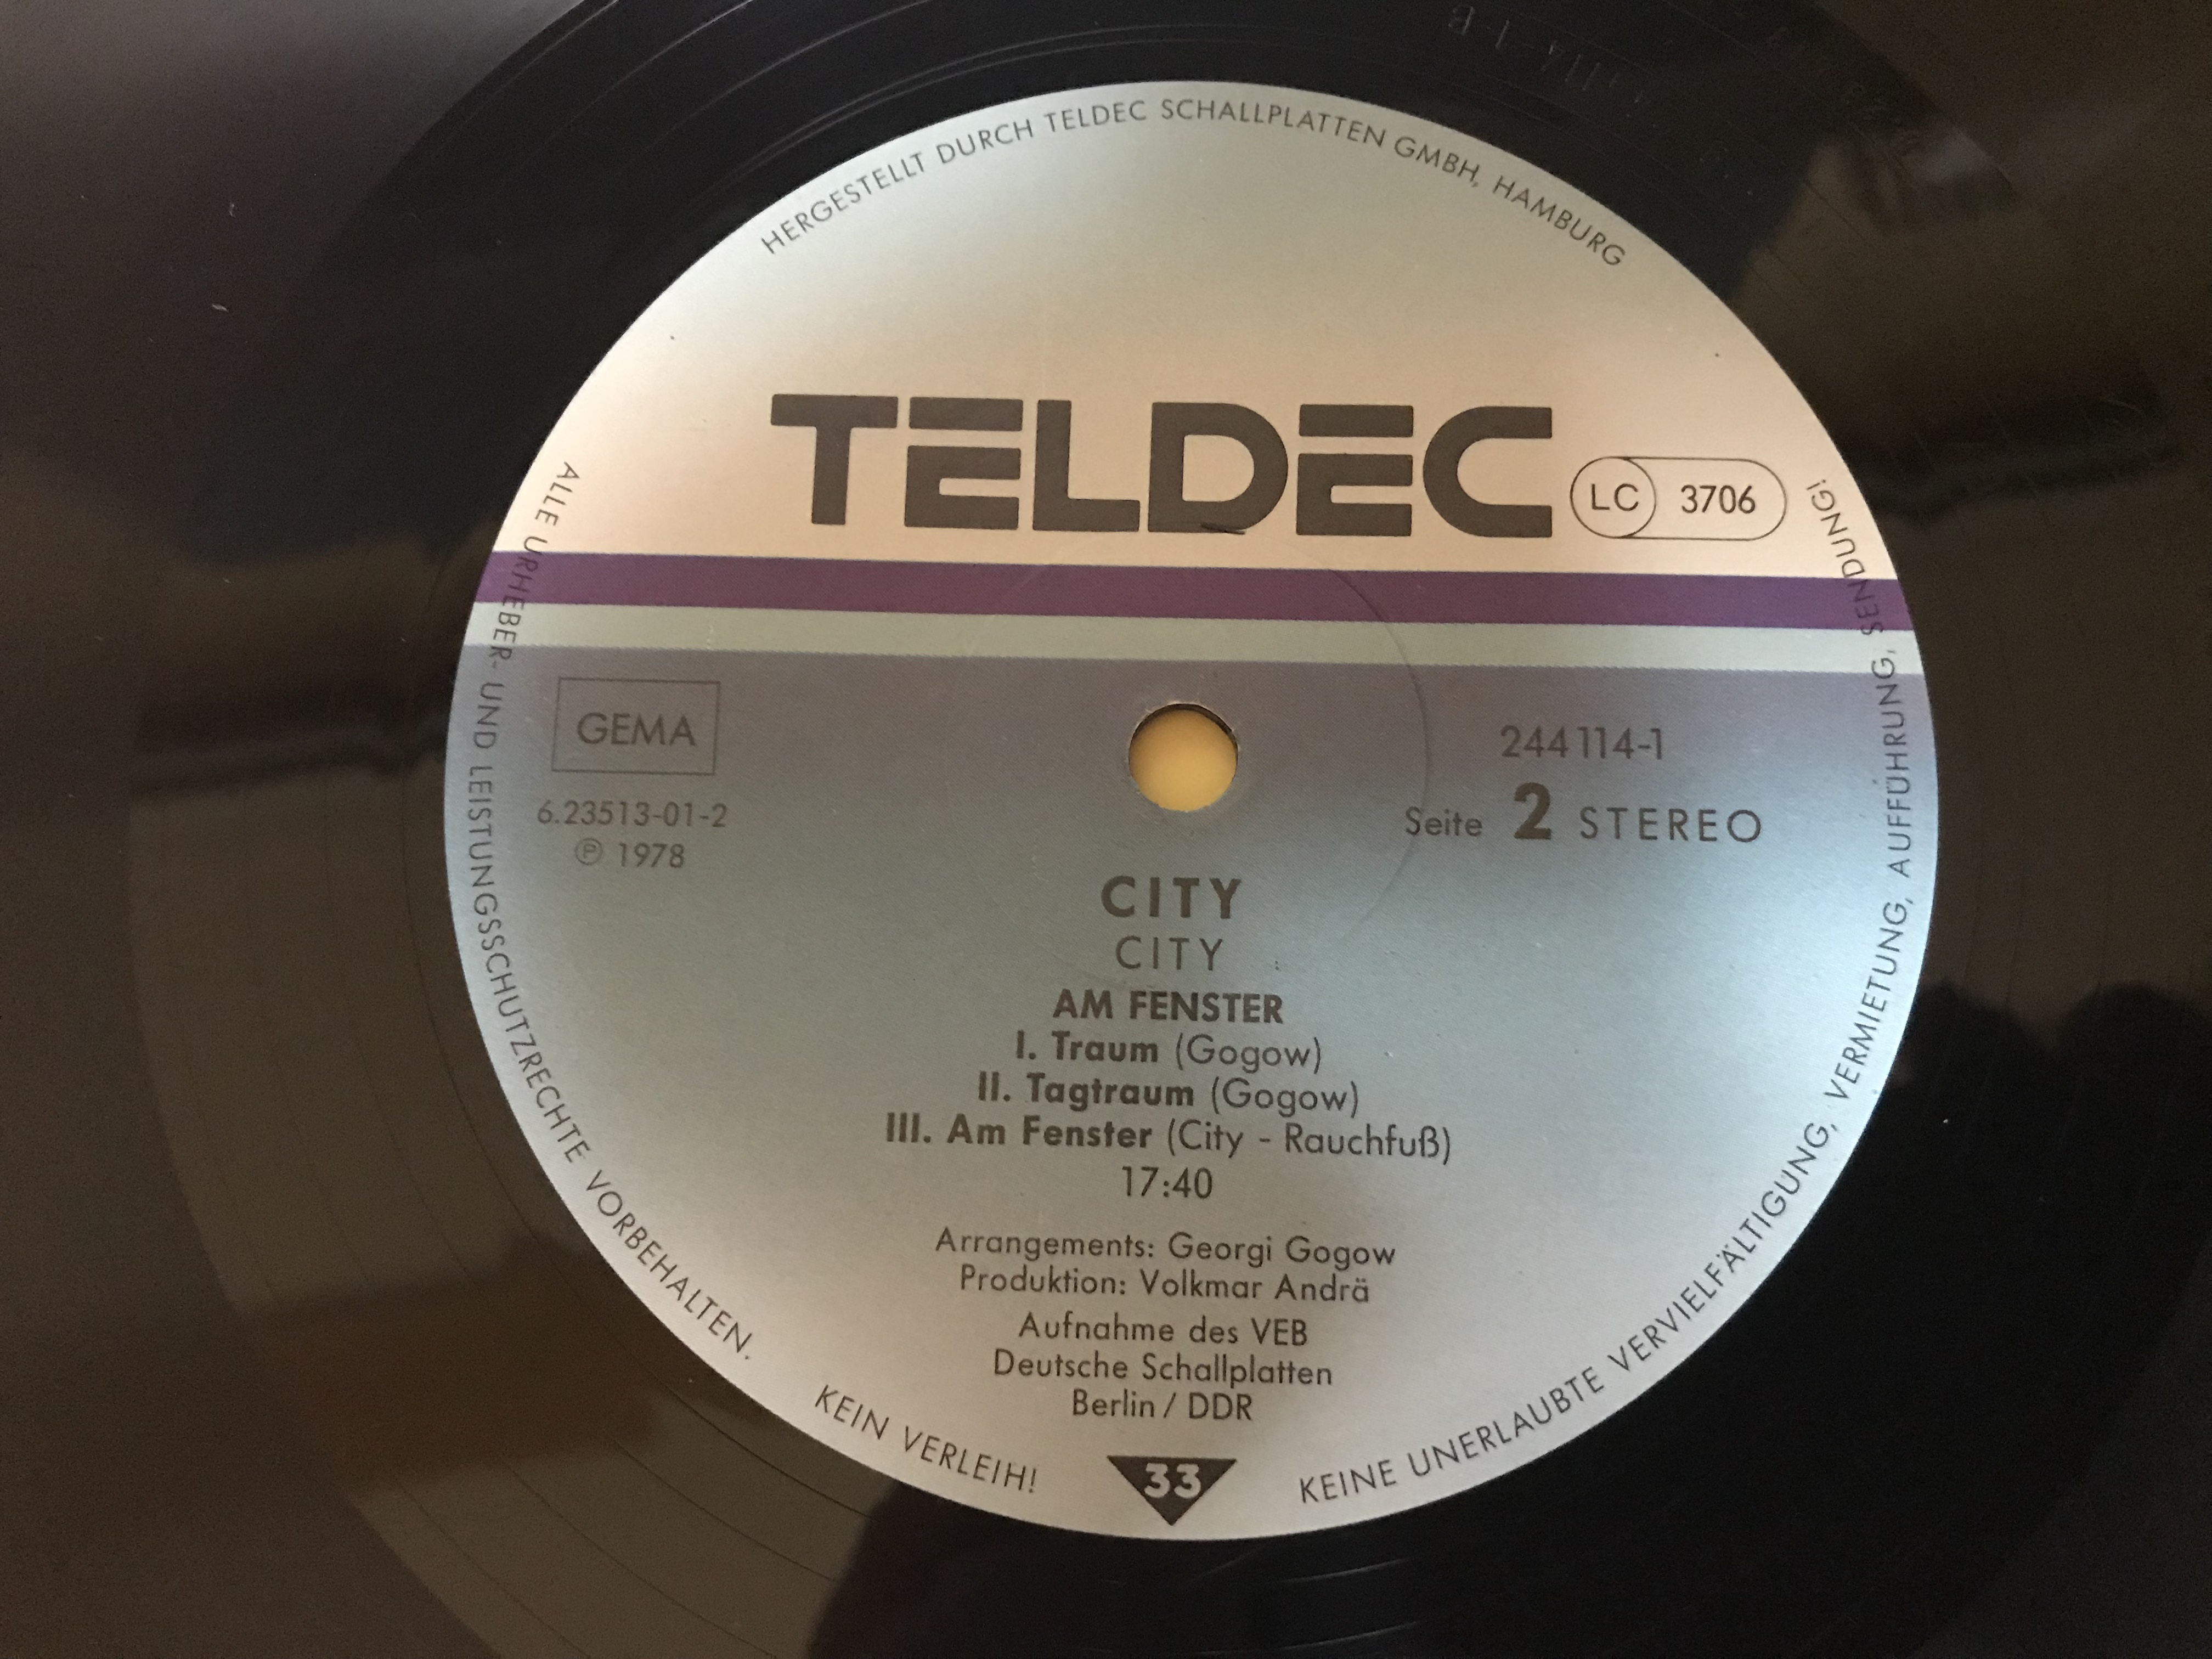 HERGESTELLT DURCH TELDEC SCHALLPLATTEN GMBH, HAMBURG
TELDEC
LC 3706
GEMA
244 114-1
6.23513-01-2
Seite 2 STEREO
℗ 1978
CITY
CITY
AM FENSTER
I. Traum (Gogow)
II. Tagtraum (Gogow)
III. Am Fenster (City - Rauchfuß)
17:40
Arrangements: Georgi Gogow
Produktion: Volkmar Andrä
Aufnahme des VEB
Deutsche Schallplatten
Berlin / DDR
33
ALLE URHEBER- UND LEISTUNGSSCHUTZRECHTE VORBEHALTEN.
KEIN VERLEIH!
KEINE UNERLAUBTE VERVIELFÄLTIGUNG, VERMIETUNG, AUFFÜHRUNG, SENDUNG!